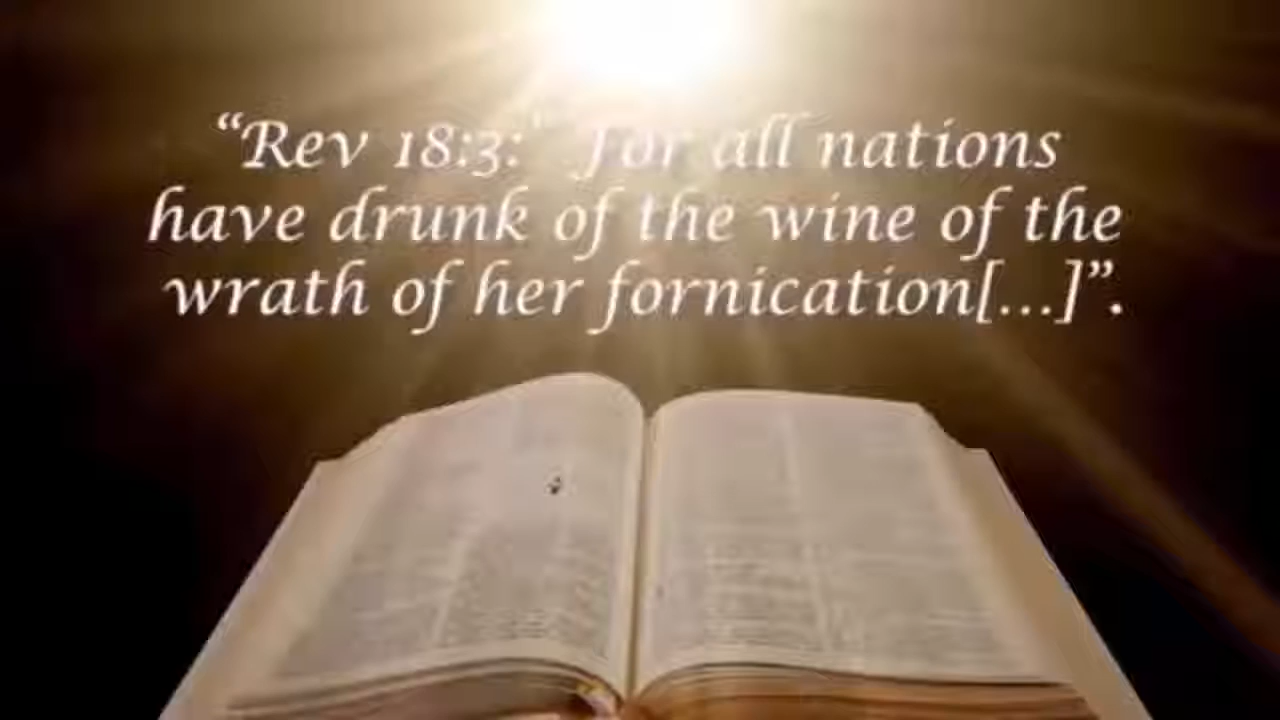 “Rev 18:3:" For all nations
have drunk of the wine of the
wrath of her fornication[...]”.